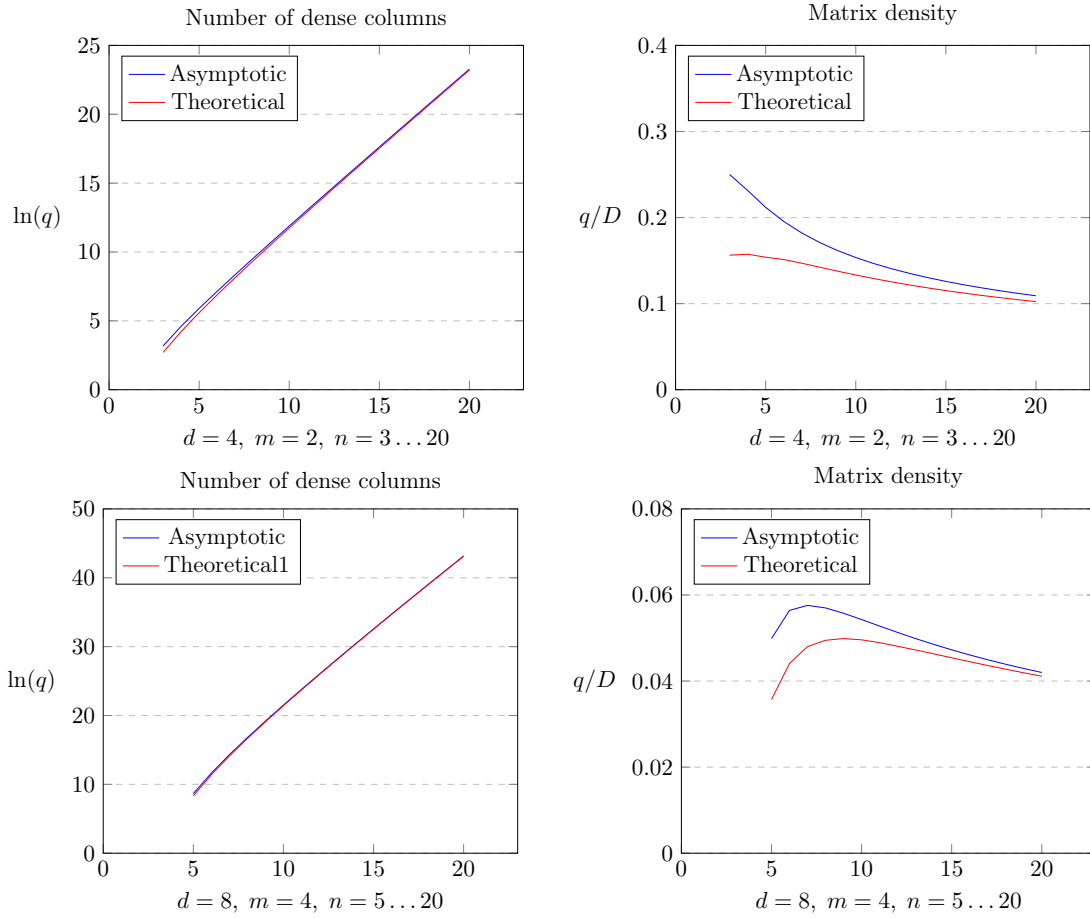 Number of dense columns
25
20
15
10
5
0
0 5 10 15 20
ln(q)
Asymptotic
Theoretical
d = 4, m = 2, n = 3 . . . 20
Matrix density
0.4
0.3
0.2
0.1
0
0 5 10 15 20
q/D
Asymptotic
Theoretical
d = 4, m = 2, n = 3 . . . 20
Number of dense columns
50
40
30
20
10
0
0 5 10 15 20
ln(q)
Asymptotic
Theoretical1
d = 8, m = 4, n = 5 . . . 20
Matrix density
0.08
0.06
0.04
0.02
0
0 5 10 15 20
q/D
Asymptotic
Theoretical
d = 8, m = 4, n = 5 . . . 20